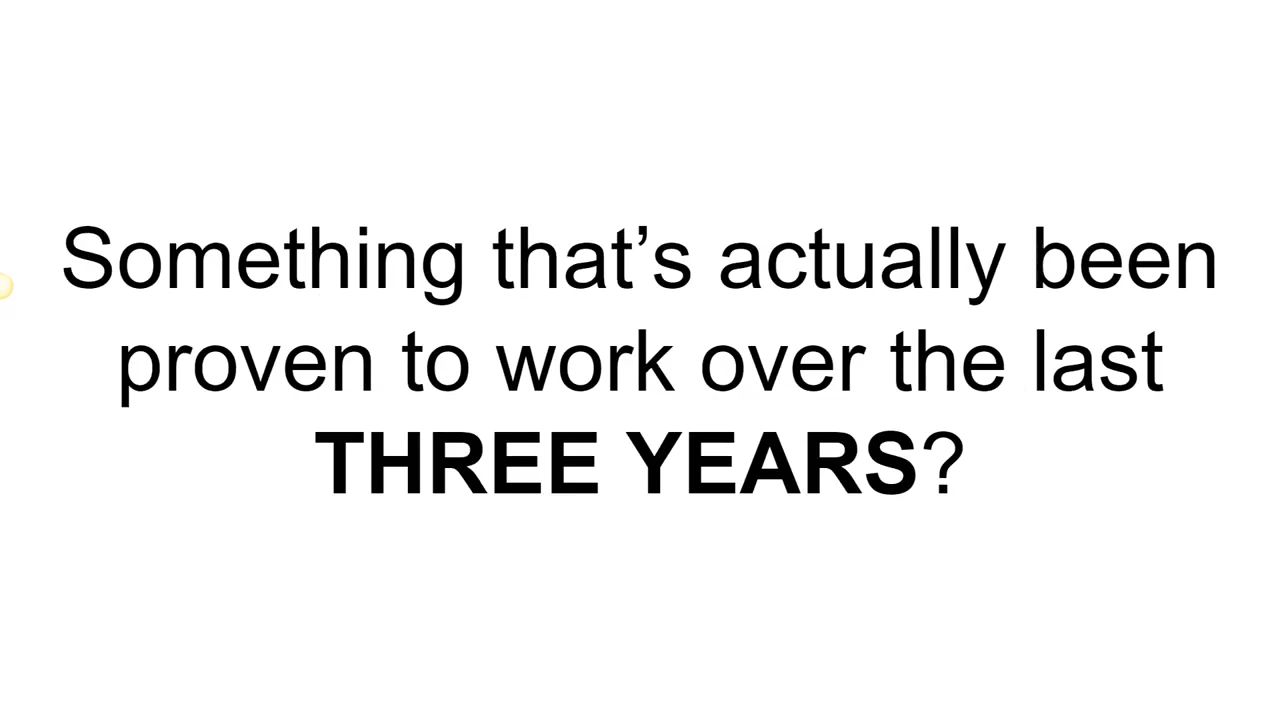 Something that’s actually been
proven to work over the last
THREE YEARS?